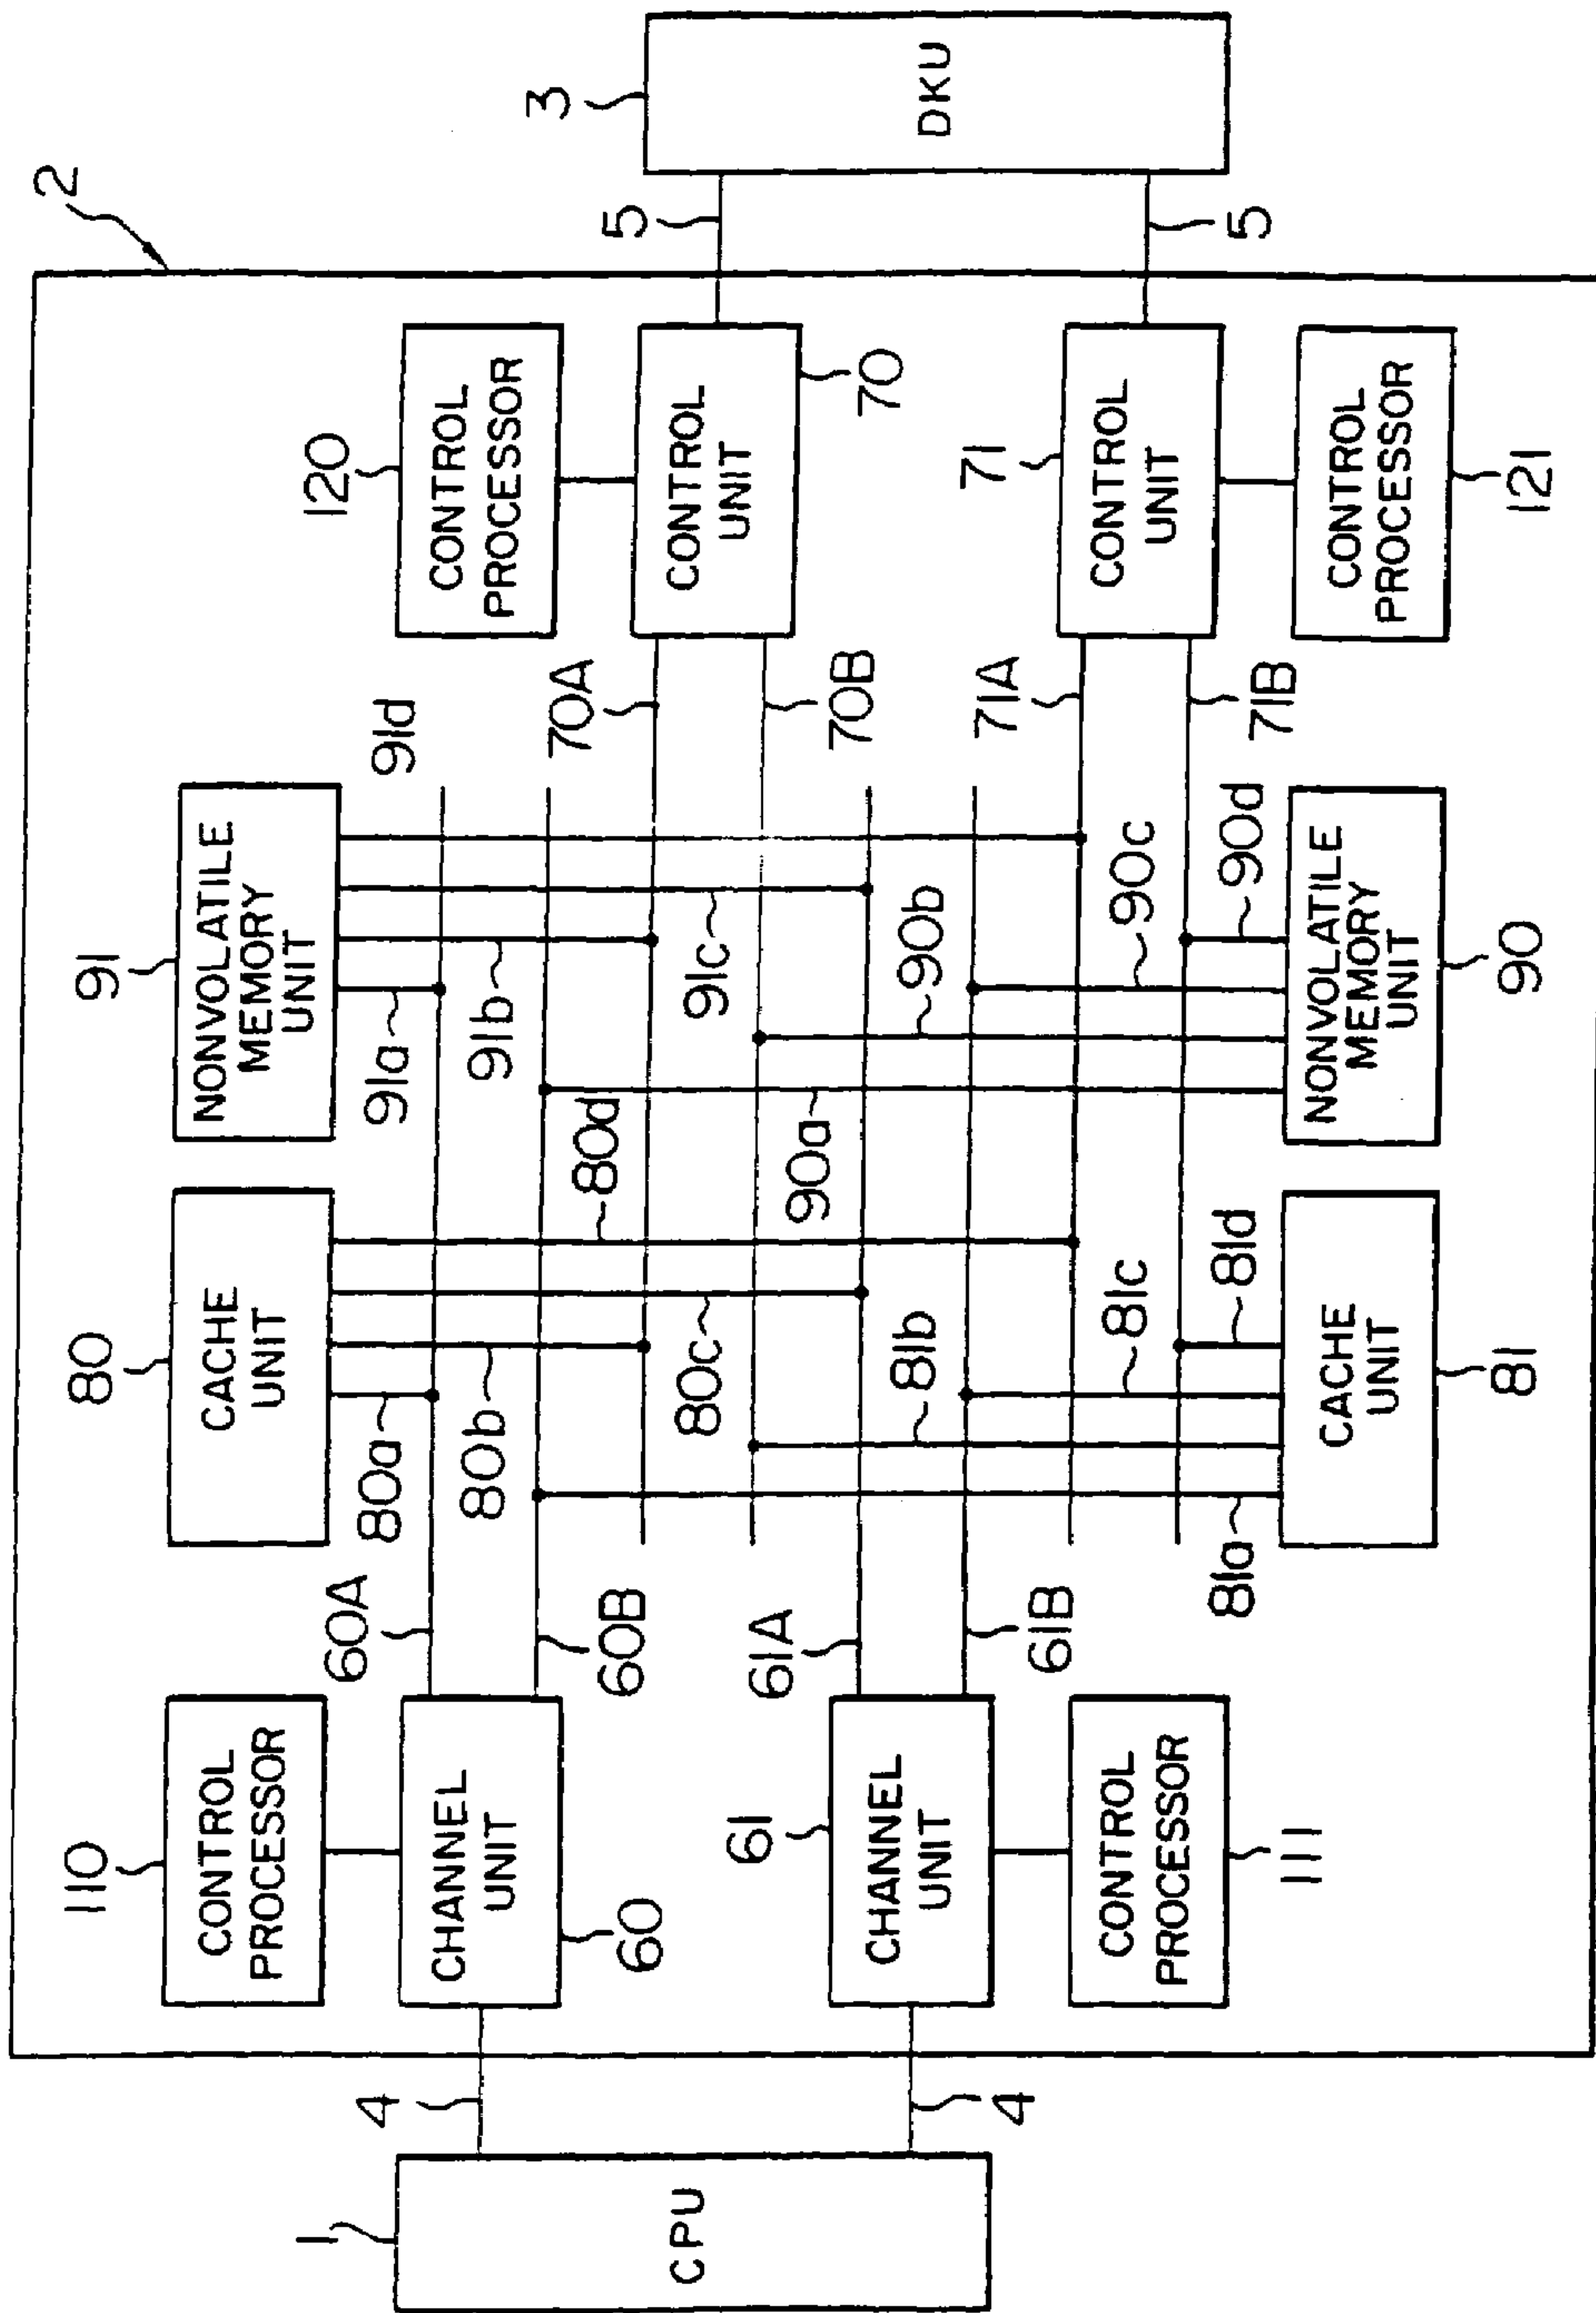 2
3
DKU
5
5
120
CONTROL
PROCESSOR
CONTROL
UNIT
70
71
CONTROL
UNIT
CONTROL
PROCESSOR
121
91
NONVOLATILE
MEMORY
UNIT
91a
91b
91c
91d
70A
70B
71A
71B
90a
90b
90c
90d
NONVOLATILE
MEMORY
UNIT
90
80
CACHE
UNIT
80a
80b
80c
80d
81a
81b
81c
81d
CACHE
UNIT
81
60A
60B
61A
61B
110
CONTROL
PROCESSOR
CHANNEL
UNIT
60
61
CHANNEL
UNIT
CONTROL
PROCESSOR
111
4
4
1
CPU